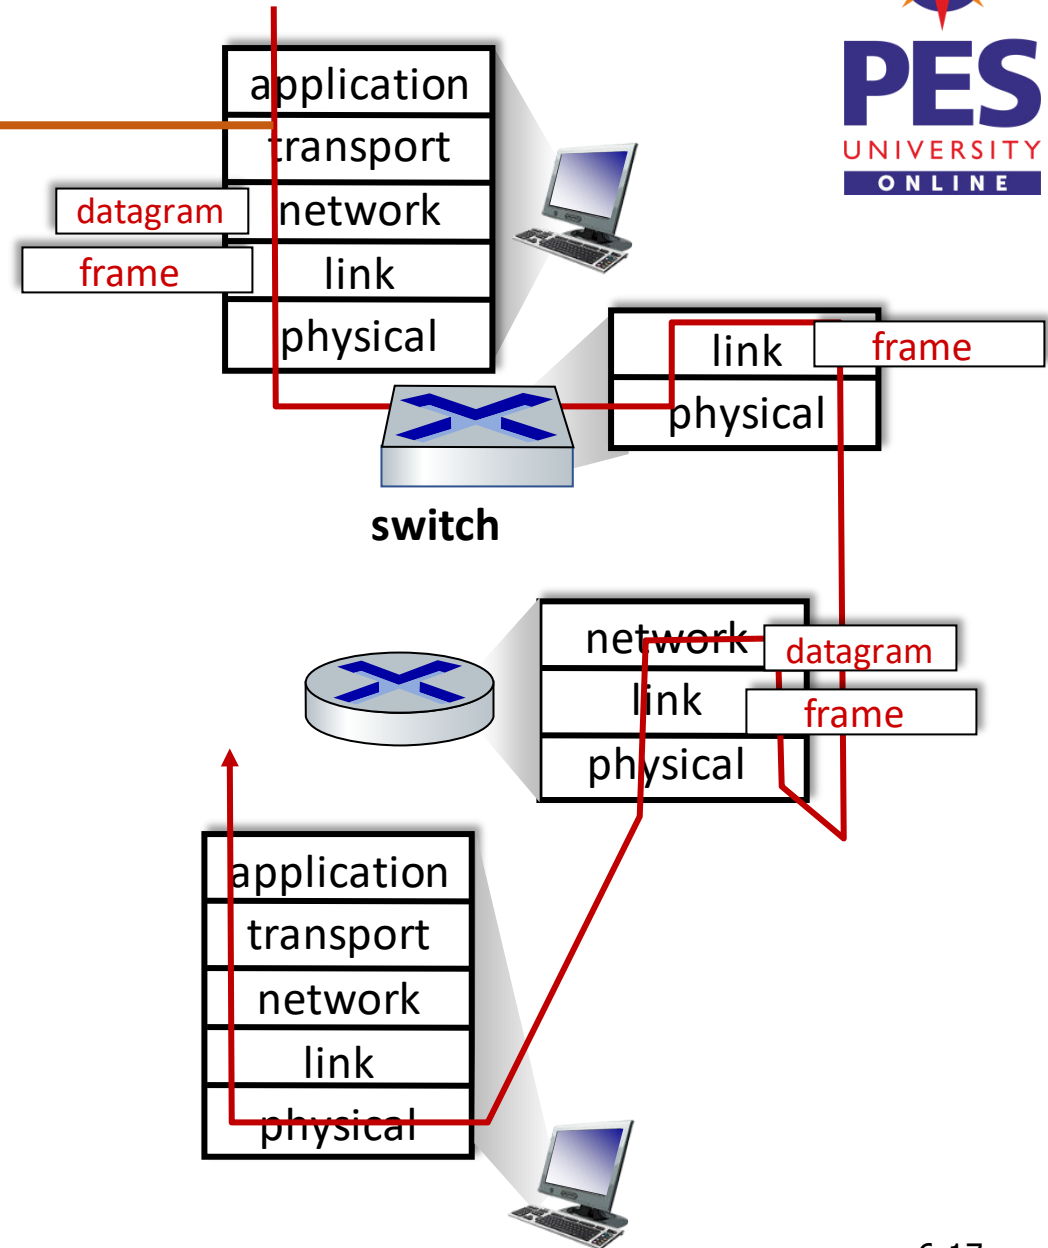 PES
UNIVERSITY
ONLINE
application
transport
datagram
network
frame
link
physical
link
frame
physical
switch
network
datagram
link
frame
physical
application
transport
network
link
physical